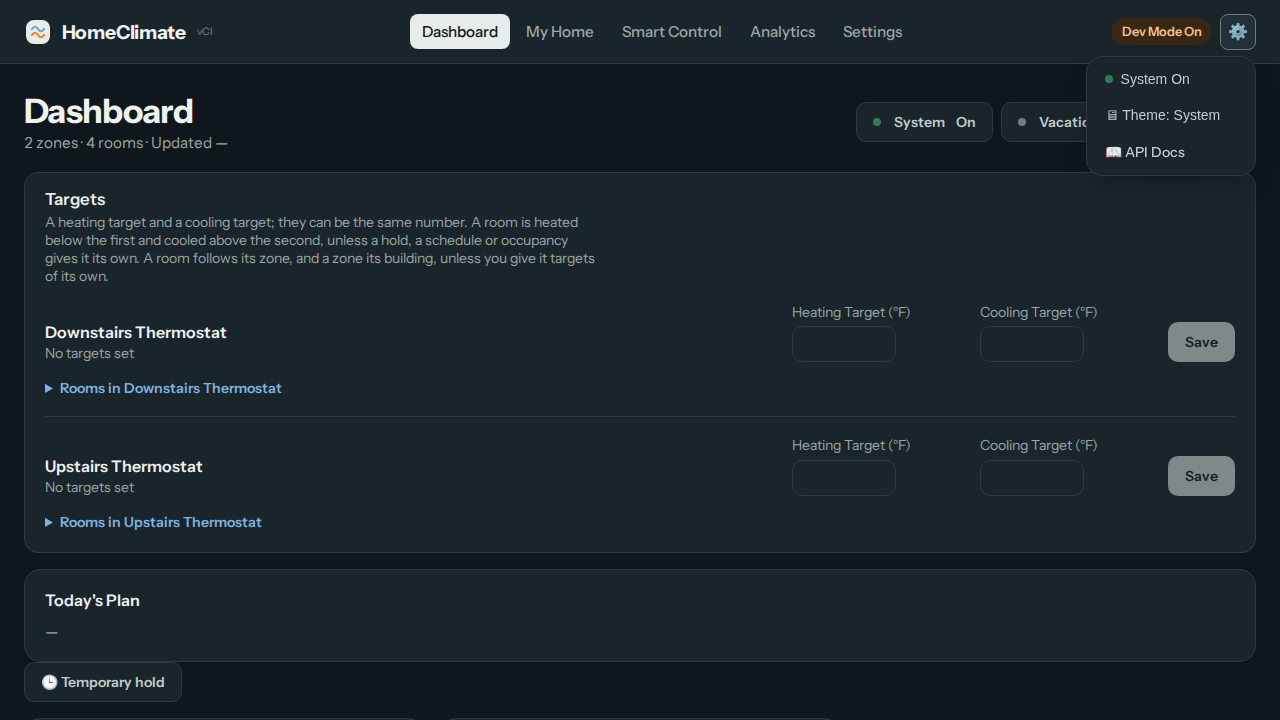 HomeClimate vCI
Dashboard
My Home
Smart Control
Analytics
Settings
Dev Mode On
System On
Theme: System
API Docs
Dashboard
2 zones · 4 rooms · Updated —
System On
Targets
A heating target and a cooling target; they can be the same number. A room is heated
below the first and cooled above the second, unless a hold, a schedule or occupancy
gives it its own. A room follows its zone, and a zone its building, unless you give it targets
of its own.
Downstairs Thermostat
No targets set
Heating Target (°F)
Cooling Target (°F)
Save
Rooms in Downstairs Thermostat
Upstairs Thermostat
No targets set
Heating Target (°F)
Cooling Target (°F)
Save
Rooms in Upstairs Thermostat
Today's Plan
—
Temporary hold